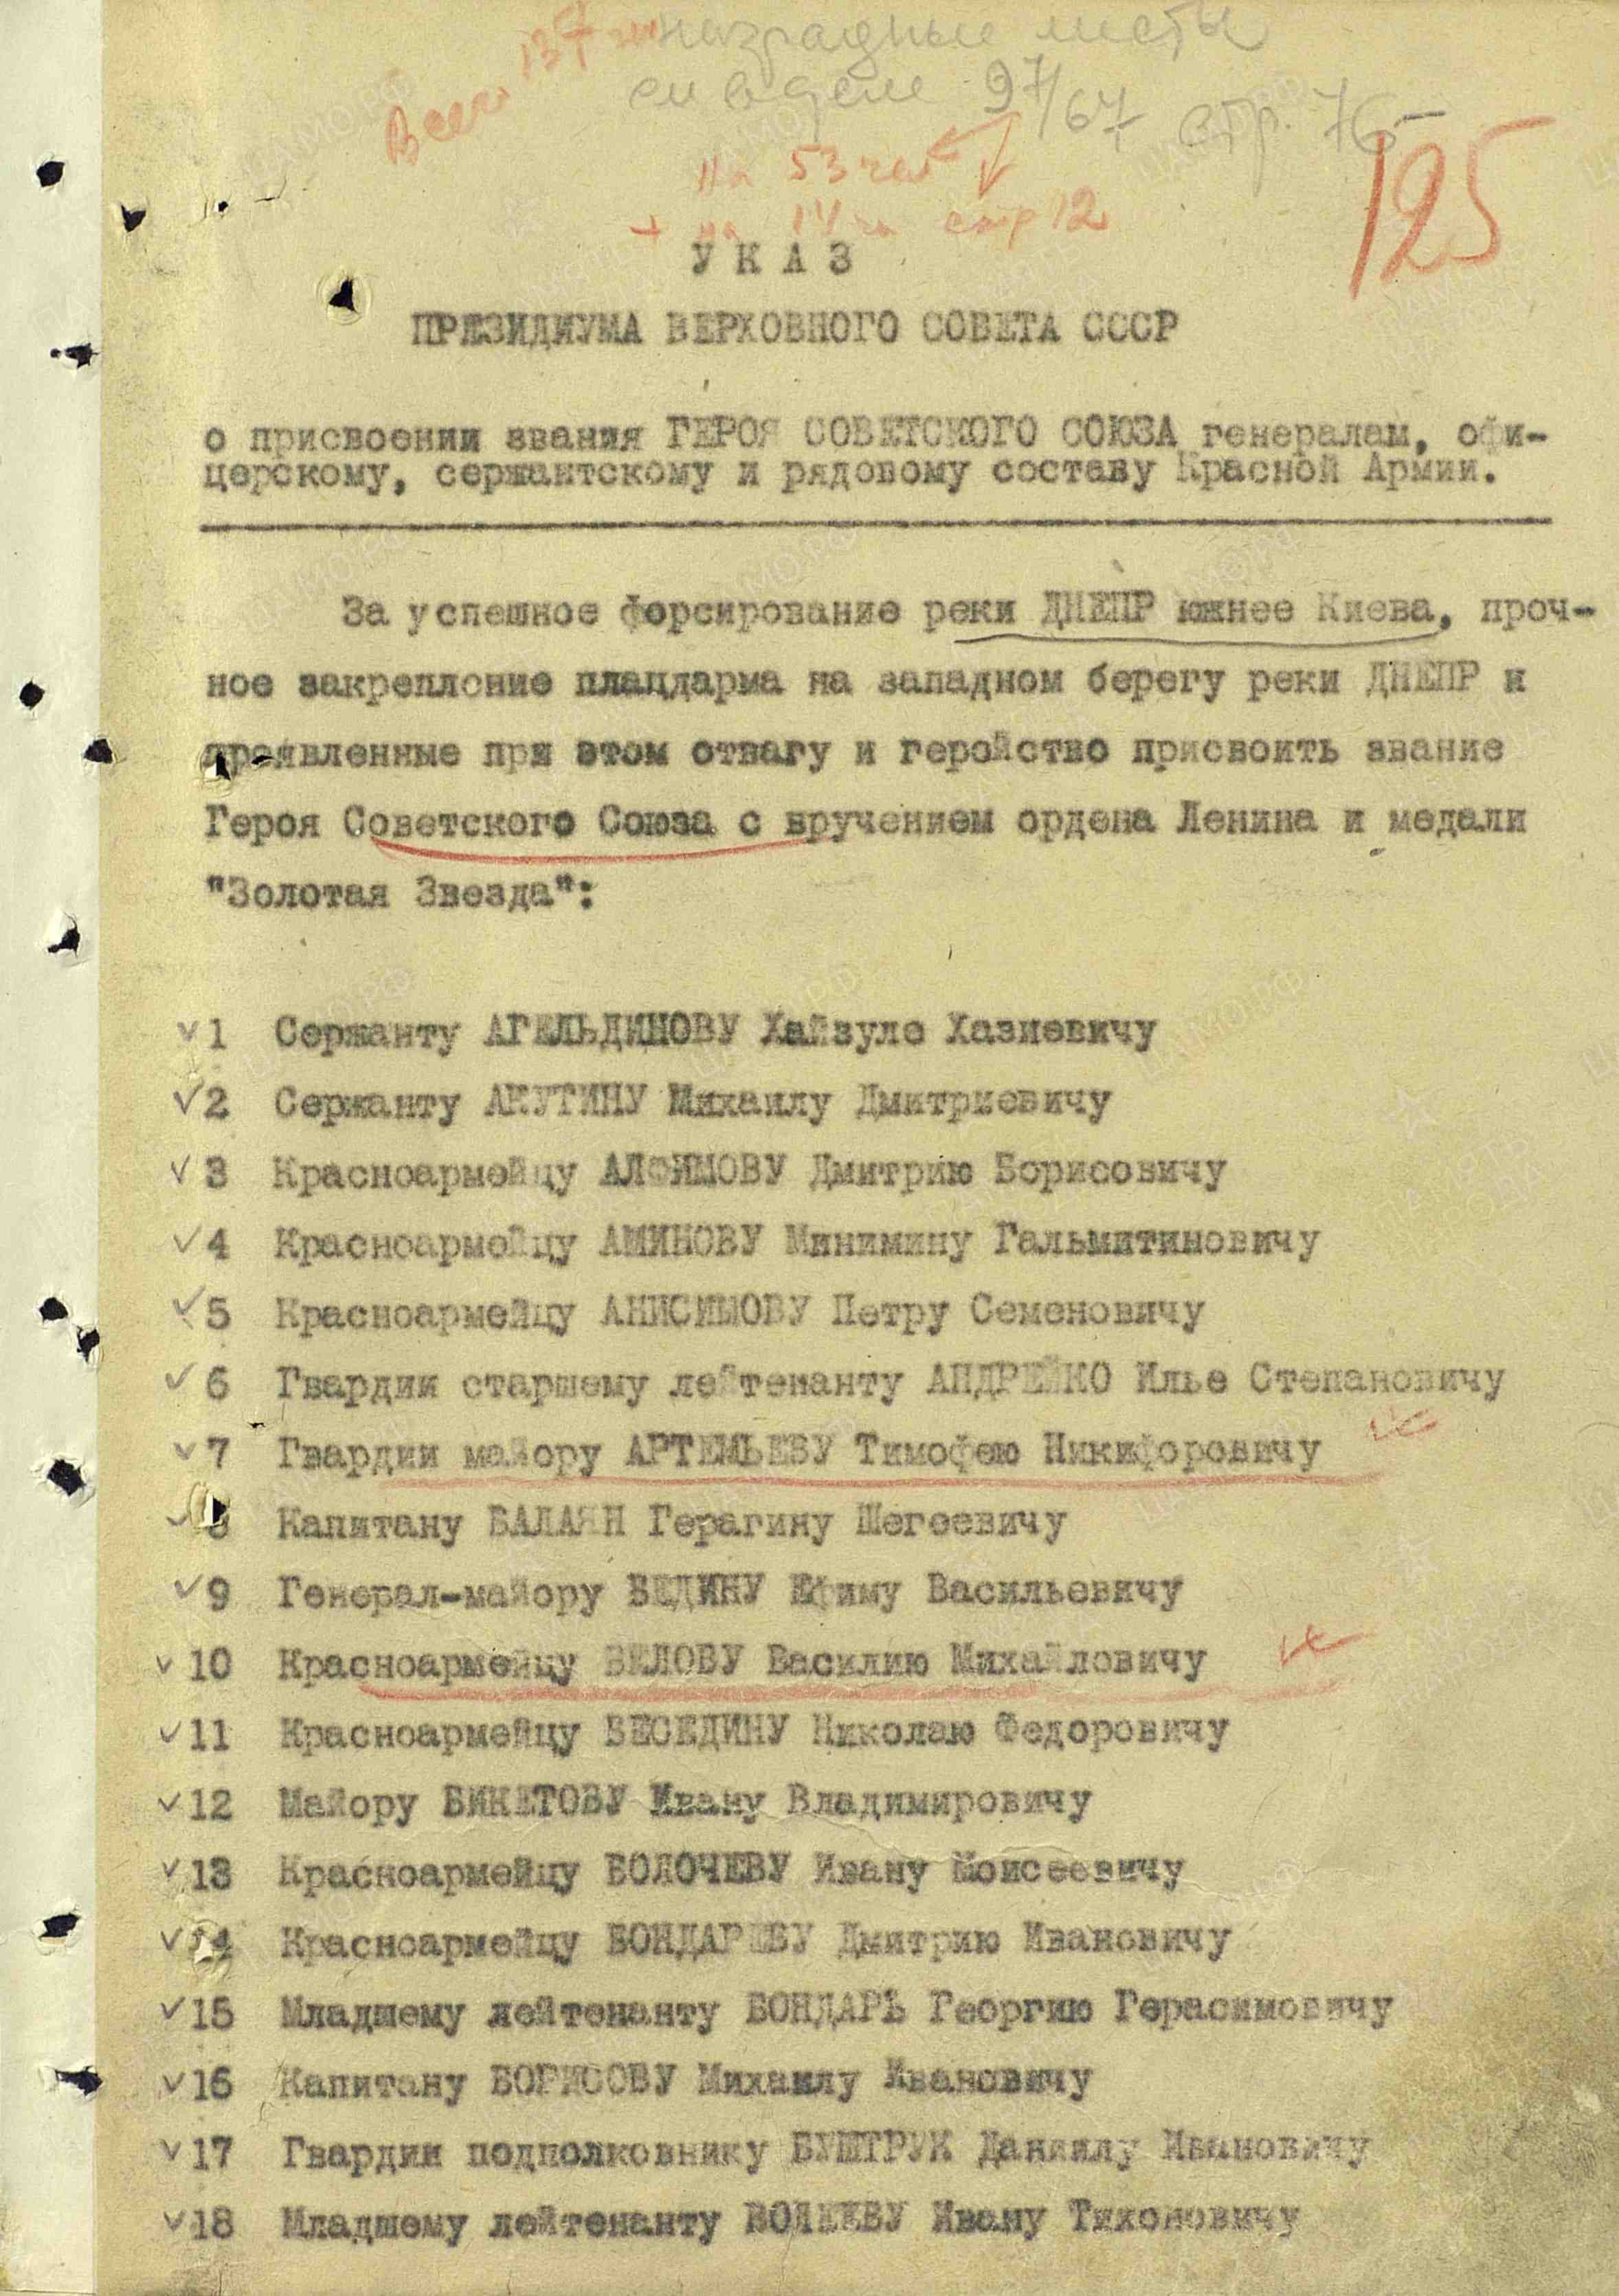 Всего 137 чел
наградные листы
см в деле 97/67 стр. 765
на 53 чел
+ на 14 ч. стр 12
125
УКАЗ
ПРЕЗИДИУМА ВЕРХОВНОГО СОВЕТА СССР
о присвоении звания ГЕРОЯ СОВЕТСКОГО СОЮЗА генералам, офи-
церскому, сержантскому и рядовому составу Красной Армии.
За успешное форсирование реки ДНЕПР южнее Киева, проч-
ное закрепление плацдарма на западном берегу реки ДНЕПР и
проявленные при этом отвагу и геройство присвоить звание
Героя Советского Союза с вручением ордена Ленина и медали
"Золотая Звезда":
1 Сержанту АГЕЛЬДИНОВУ Хайзуле Хазиевичу
2 Сержанту АКУТИНУ Михаилу Дмитриевичу
3 Красноармейцу АЛФИМОВУ Дмитрию Борисовичу
4 Красноармейцу АМИНОВУ Минимину Гальмитиновичу
5 Красноармейцу АНИСИМОВУ Петру Семеновичу
6 Гвардии старшему лейтенанту АНДРЕЙКО Илье Степановичу
7 Гвардии майору АРТЕМЬЕВУ Тимофею Никифоровичу
8 Капитану БАЛАЯН Герагину Шегеевичу
9 Генерал-майору БЕДИНУ Ефиму Васильевичу
10 Красноармейцу БЕЛОВУ Василию Михайловичу
11 Красноармейцу БЕСЕДИНУ Николаю Федоровичу
12 Майору БИКЕТОВУ Ивану Владимировичу
13 Красноармейцу БОЛОЧЕВУ Ивану Моисеевичу
14 Красноармейцу БОНДАРЕВУ Дмитрию Ивановичу
15 Младшему лейтенанту БОНДАРЬ Георгию Герасимовичу
16 Капитану БОРИСОВУ Михаилу Ивановичу
17 Гвардии подполковнику БУШТРУК Даниилу Ивановичу
18 Младшему лейтенанту ВОДЕЕВУ Ивану Тихоновичу